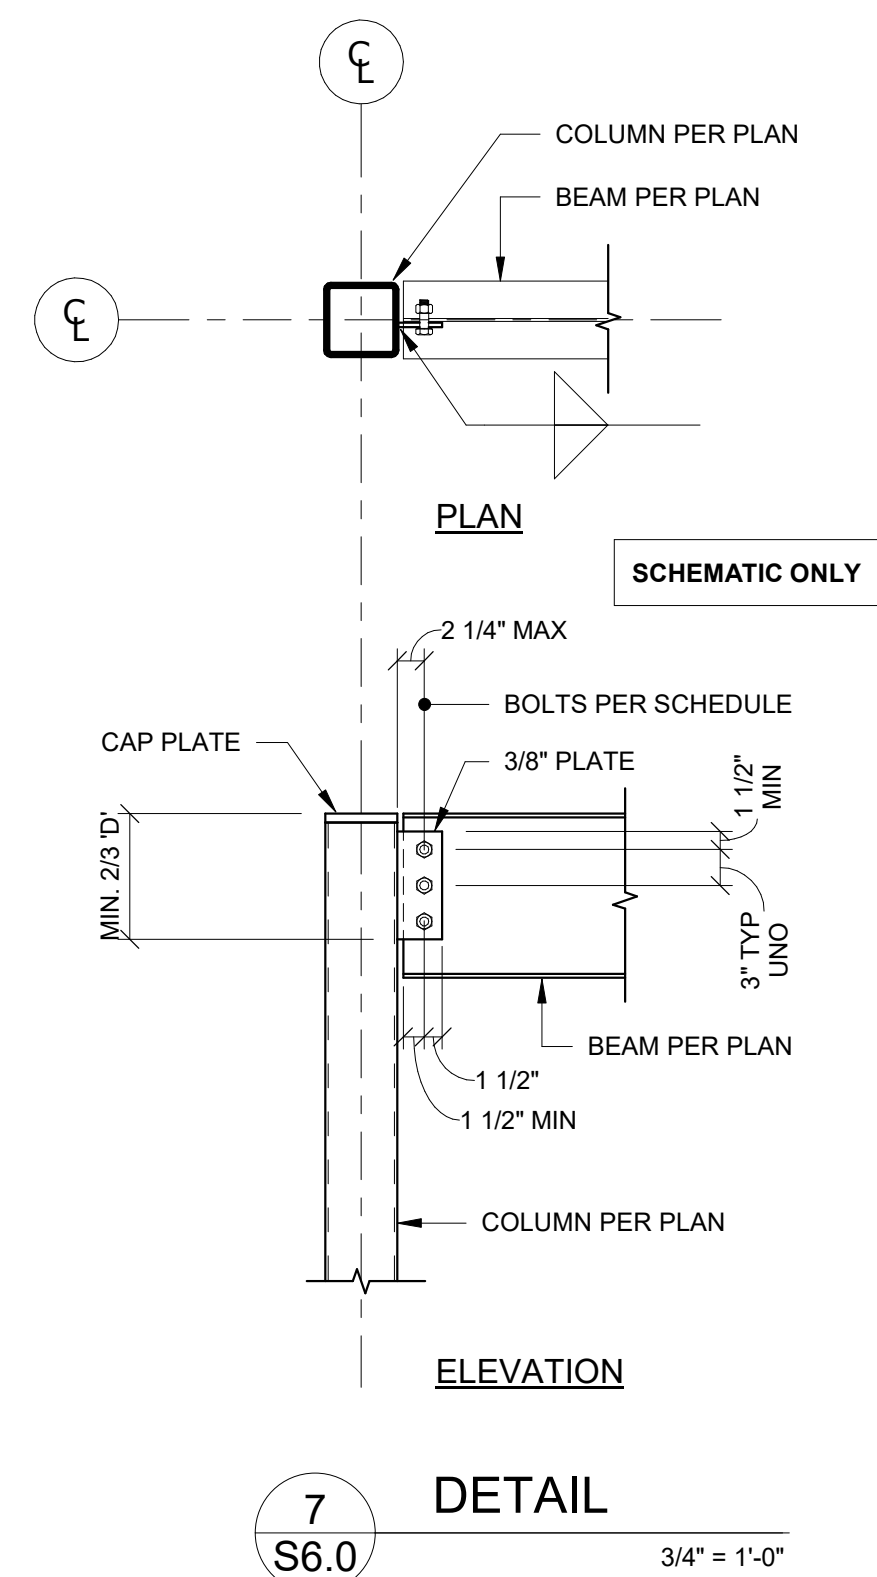 ℄
COLUMN PER PLAN
BEAM PER PLAN
℄
PLAN
SCHEMATIC ONLY
2 1/4" MAX
BOLTS PER SCHEDULE
CAP PLATE
3/8" PLATE
1 1/2"
MIN
MIN. 2/3 'D'
3" TYP
UNO
BEAM PER PLAN
1 1/2"
1 1/2" MIN
COLUMN PER PLAN
ELEVATION
7
DETAIL
S6.0
3/4" = 1'-0"